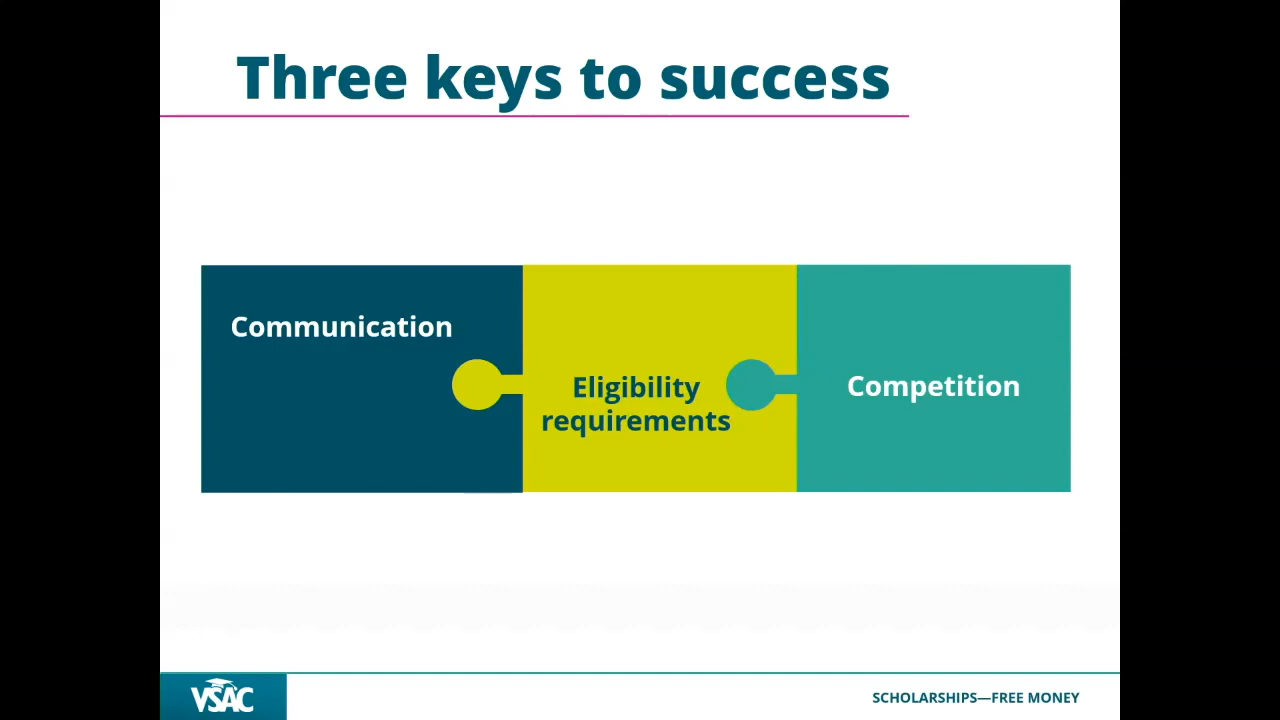 Three keys to success
Communication
Eligibility
requirements
Competition
VSAC
SCHOLARSHIPS—FREE MONEY